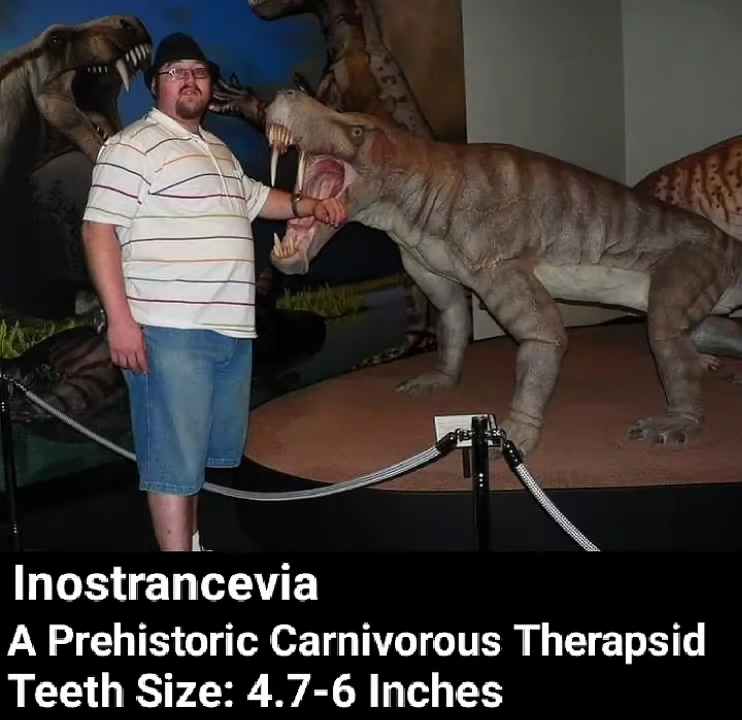 Inostrancevia
A Prehistoric Carnivorous Therapsid
Teeth Size: 4.7-6 Inches